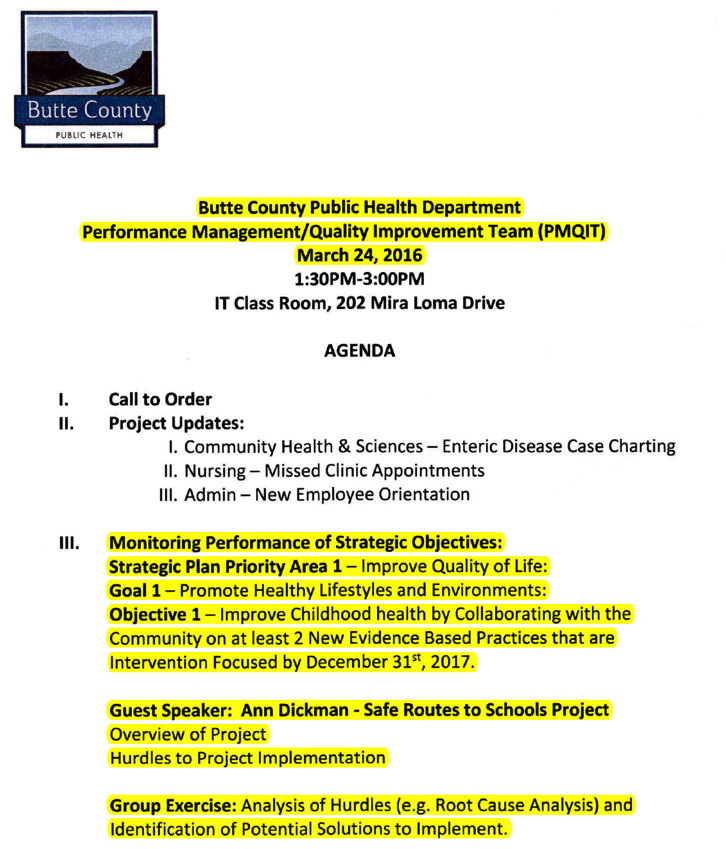 Butte County
PUBLIC HEALTH
Butte County Public Health Department
Performance Management/Quality Improvement Team (PMQIT)
March 24, 2016
1:30PM-3:00PM
IT Class Room, 202 Mira Loma Drive
AGENDA
I. Call to Order
II. Project Updates:
I. Community Health & Sciences – Enteric Disease Case Charting
II. Nursing – Missed Clinic Appointments
III. Admin – New Employee Orientation
III. Monitoring Performance of Strategic Objectives:
Strategic Plan Priority Area 1 – Improve Quality of Life:
Goal 1 – Promote Healthy Lifestyles and Environments:
Objective 1 – Improve Childhood health by Collaborating with the
Community on at least 2 New Evidence Based Practices that are
Intervention Focused by December 31st, 2017.
Guest Speaker: Ann Dickman - Safe Routes to Schools Project
Overview of Project
Hurdles to Project Implementation
Group Exercise: Analysis of Hurdles (e.g. Root Cause Analysis) and
Identification of Potential Solutions to Implement.